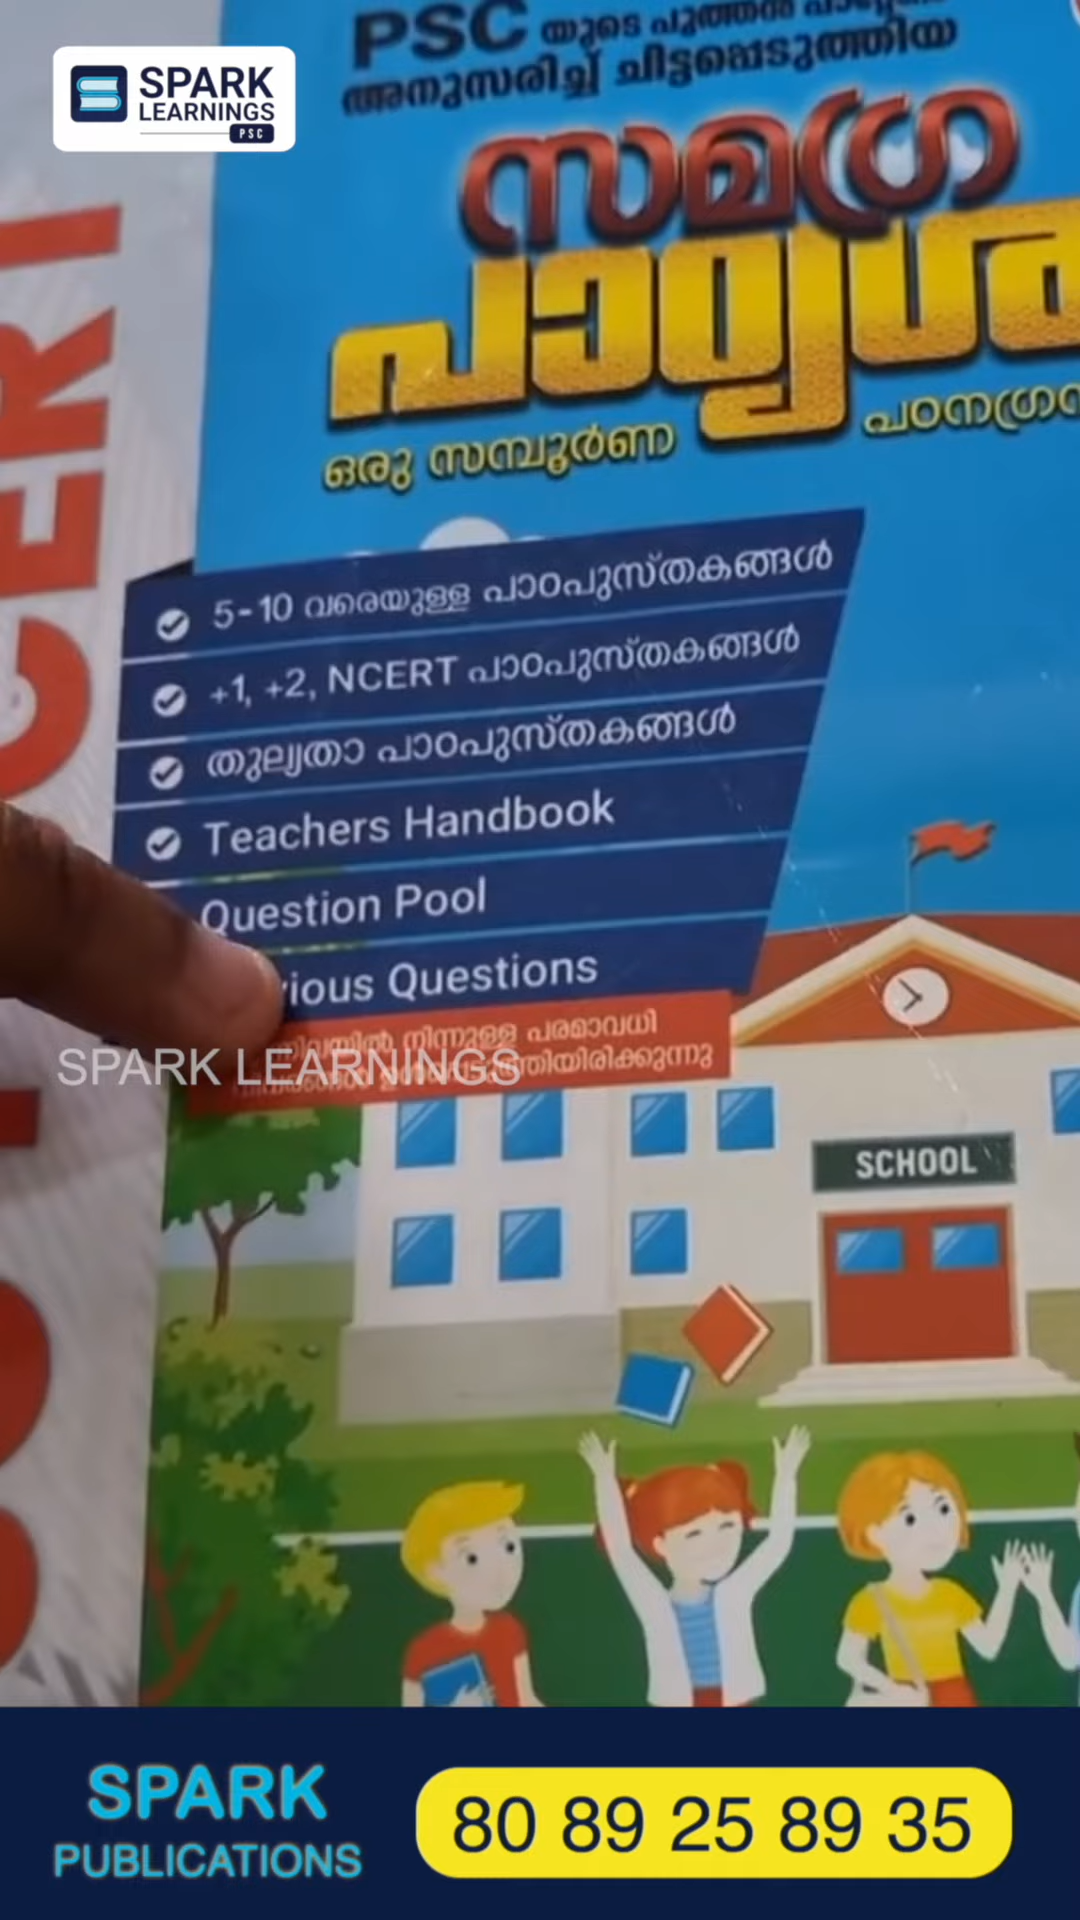 SPARK
LEARNINGS
PSC
PSC യുടെ പുത്തൻ
അനുസരിച്ച് ചിട്ടപ്പെടുത്തിയ
സമഗ്ര
ഒരു സമ്പൂർണ
5-10 വരെയുള്ള പാഠപുസ്തകങ്ങൾ
+1, +2, NCERT പാഠപുസ്തകങ്ങൾ
തുല്യതാ പാഠപുസ്തകങ്ങൾ
Teachers Handbook
Question Pool
Questions
നിന്നുള്ള പരമാവധി
SPARK LEARNINGS
SCHOOL
SPARK
PUBLICATIONS
80 89 25 89 35